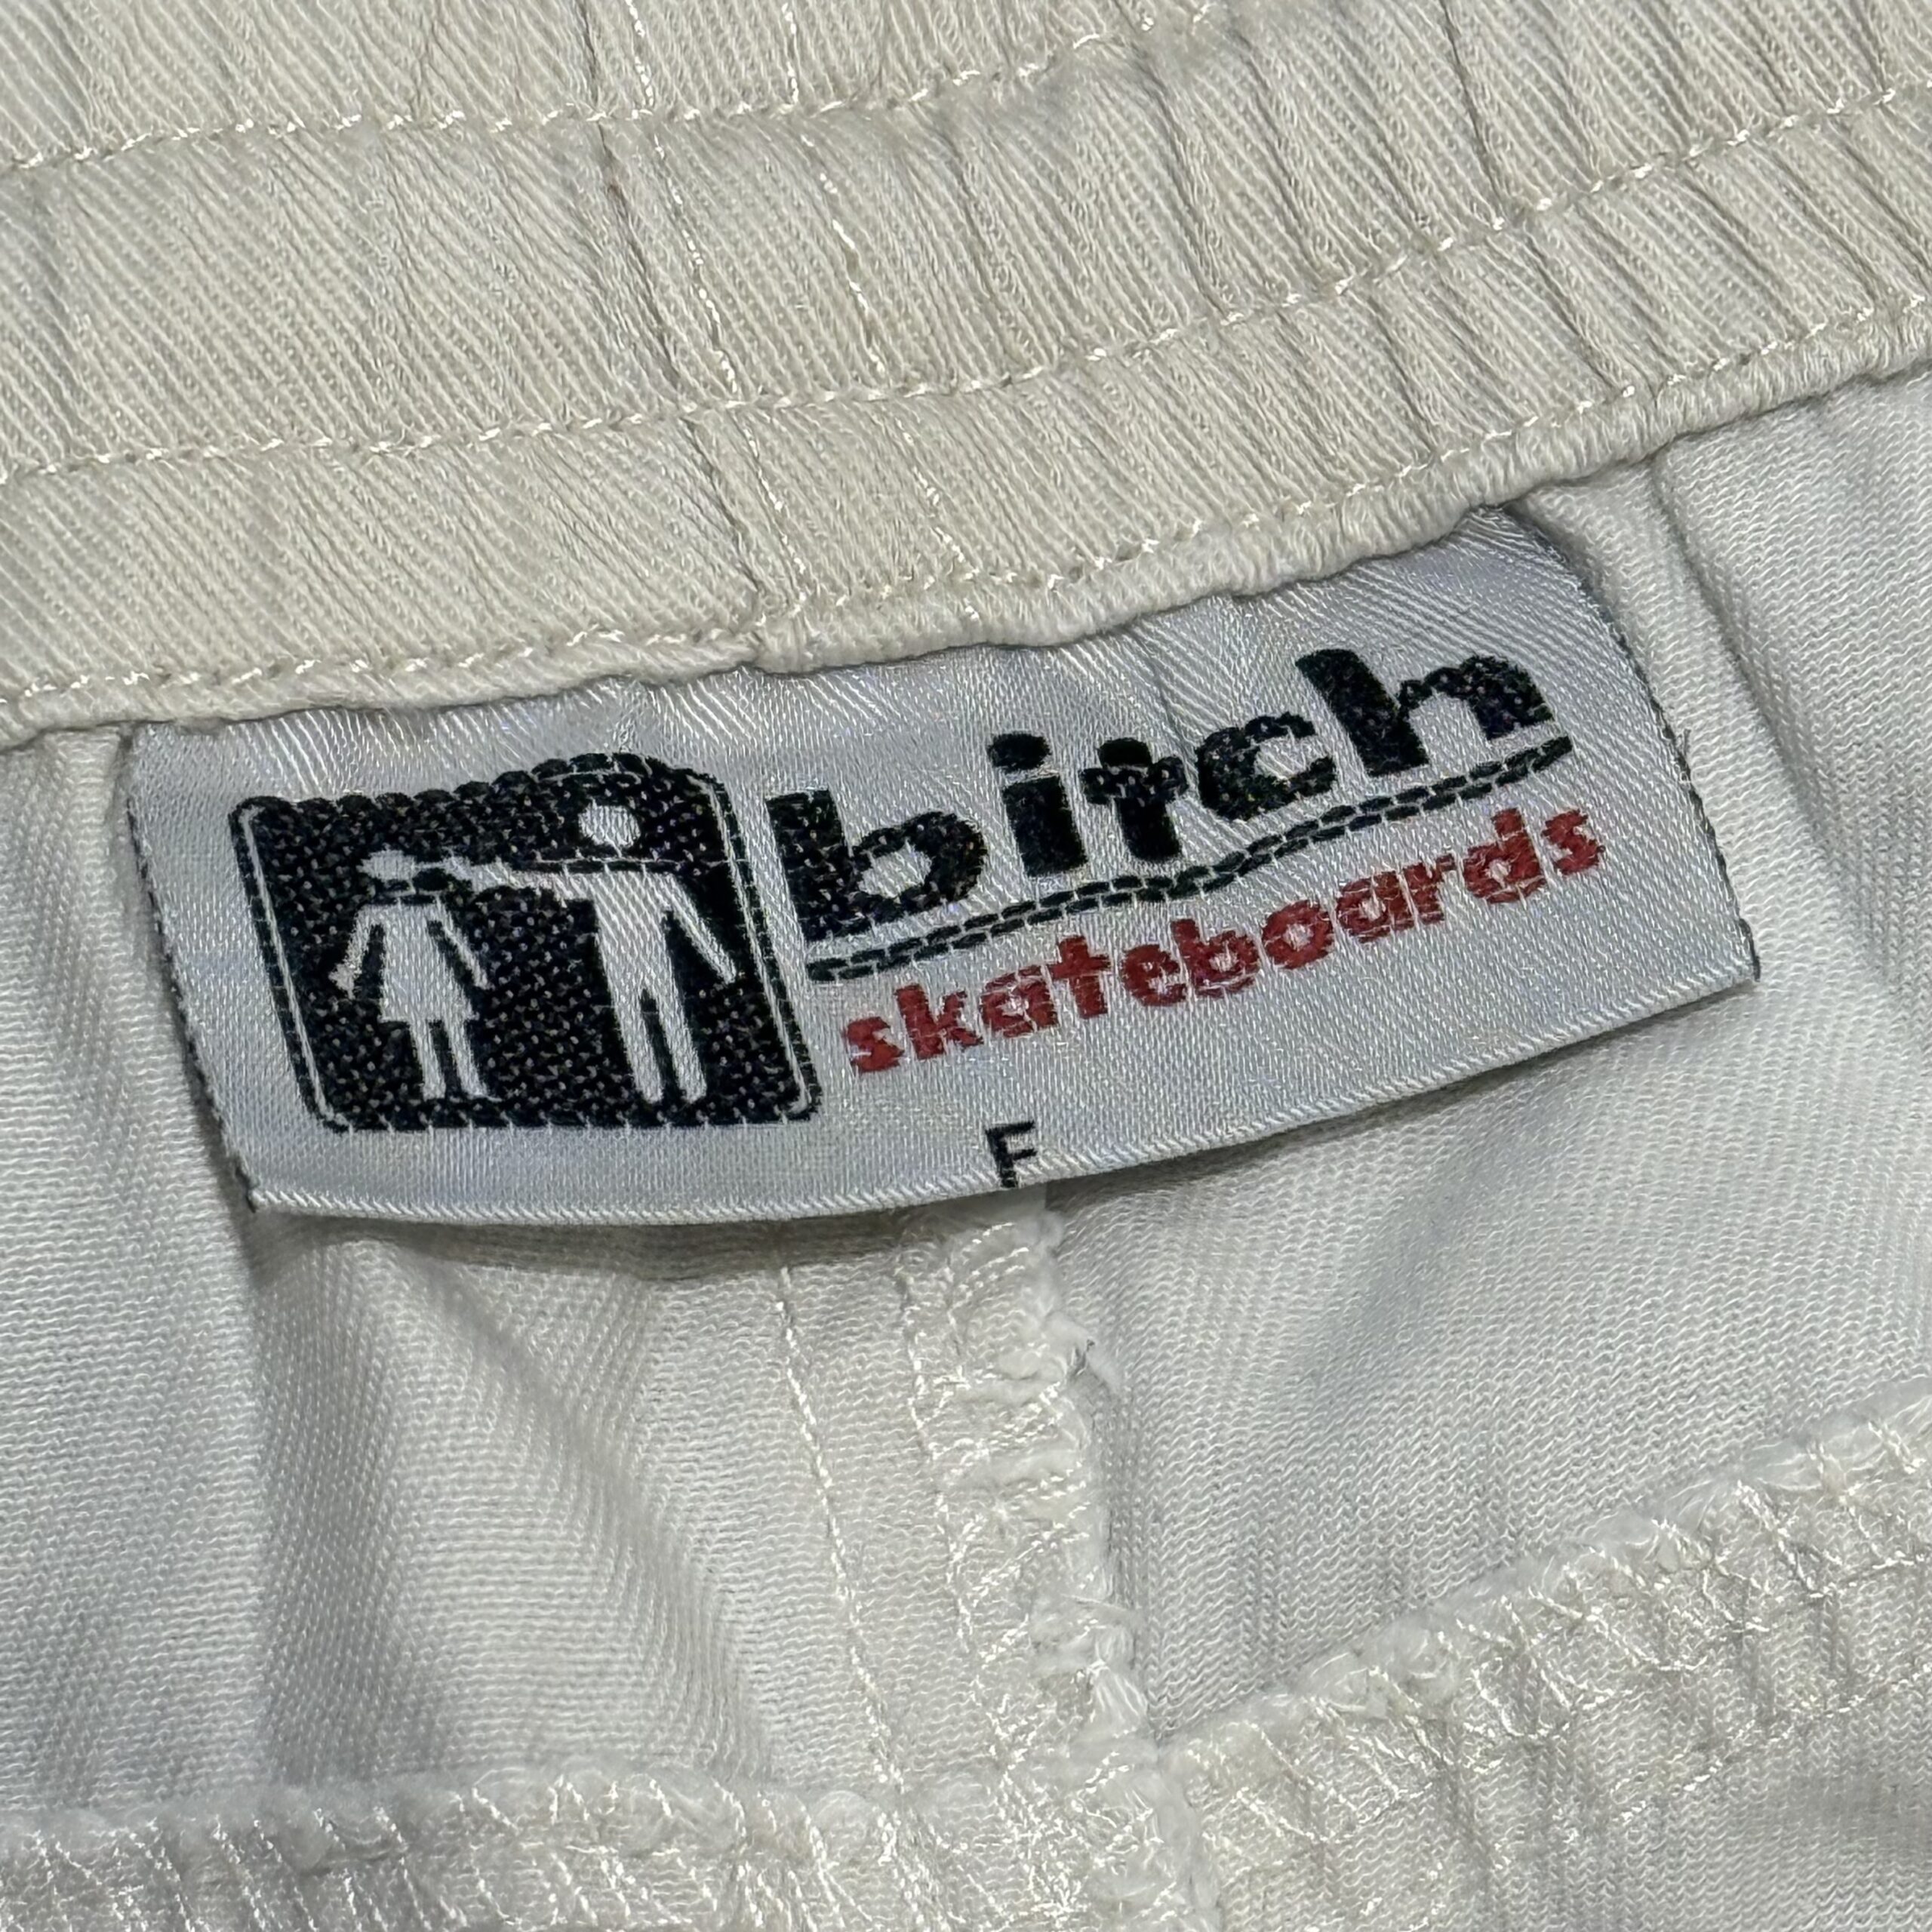 bitch
skateboards
F